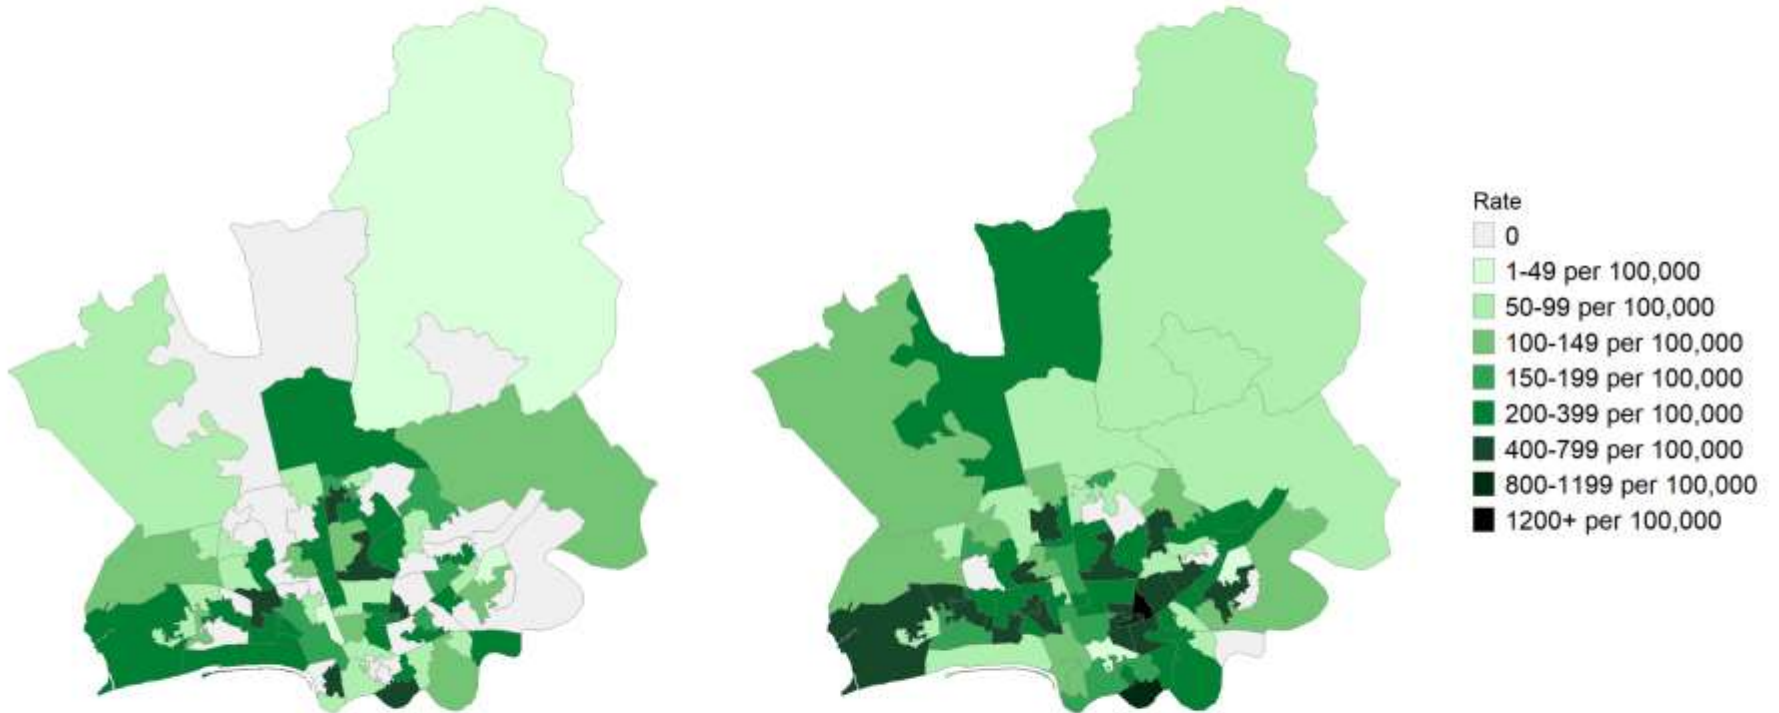 Rate
0
1-49 per 100,000
50-99 per 100,000
100-149 per 100,000
150-199 per 100,000
200-399 per 100,000
400-799 per 100,000
800-1199 per 100,000
1200+ per 100,000